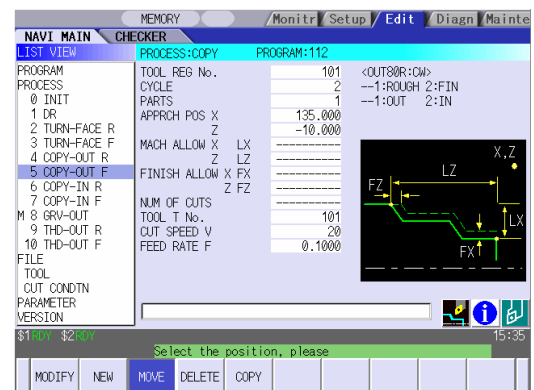 MEMORY Monitr Setup Edit Diagn Mainte
NAVI MAIN CHECKER
LIST VIEW PROCESS:COPY PROGRAM:112
PROGRAM
PROCESS
0 INIT
1 DR
2 TURN-FACE R
3 TURN-FACE F
4 COPY-OUT R
5 COPY-OUT F
6 COPY-IN R
7 COPY-IN F
M 8 GRV-OUT
9 THD-OUT R
10 THD-OUT F
FILE
TOOL
CUT CONDTN
PARAMETER
VERSION
TOOL REG No. 101 <OUT80R:CW>
CYCLE 2 --1:ROUGH 2:FIN
PARTS 1 --1:OUT 2:IN
APPRCH POS X 135.000
Z -10.000
MACH ALLOW X LX ----------
Z LZ ----------
FINISH ALLOW X FX ----------
Z FZ ----------
NUM OF CUTS ----------
TOOL T No. 101
CUT SPEED V 20
FEED RATE F 0.1000
X,Z
LZ
FZ
LX
FX
$1RDY $2RDY 15:35
Select the position, please
MODIFY NEW MOVE DELETE COPY